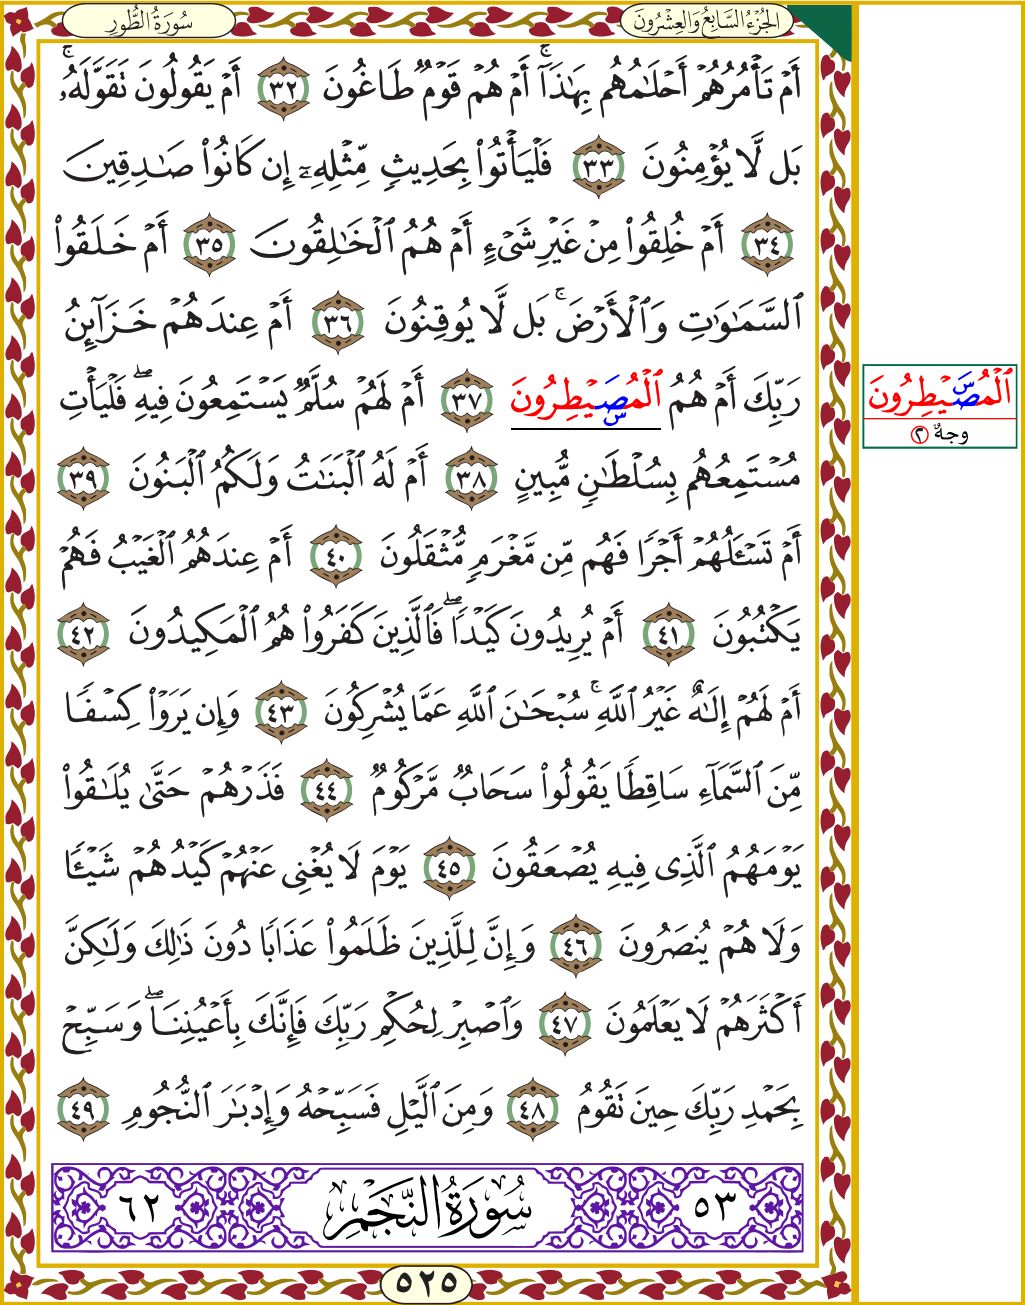 الجُزْءُ السَّابِعُ وَالعِشْرُونَ
سُورَةُ الطُّورِ
أَمْ تَأْمُرُهُمْ أَحْلَٰمُهُم بِهَٰذَآۚ أَمْ هُمْ قَوْمٌ طَاغُونَ ٣٢ أَمْ يَقُولُونَ تَقَوَّلَهُۥۚ
بَل لَّا يُؤْمِنُونَ ٣٣ فَلْيَأْتُوا۟ بِحَدِيثٍ مِّثْلِهِۦٓ إِن كَانُوا۟ صَٰدِقِينَ
٣٤ أَمْ خُلِقُوا۟ مِنْ غَيْرِ شَىْءٍ أَمْ هُمُ ٱلْخَٰلِقُونَ ٣٥ أَمْ خَلَقُوا۟
ٱلسَّمَٰوَٰتِ وَٱلْأَرْضَۚ بَل لَّا يُوقِنُونَ ٣٦ أَمْ عِندَهُمْ خَزَآئِنُ
رَبِّكَ أَمْ هُمُ ٱلْمُصَۜيْطِرُونَ ٣٧ أَمْ لَهُمْ سُلَّمٌ يَسْتَمِعُونَ فِيهِۖ فَلْيَأْتِ
ٱلْمُصَۜيْطِرُونَ
وجهٌ ٢
مُسْتَمِعُهُم بِسُلْطَٰنٍ مُّبِينٍ ٣٨ أَمْ لَهُ ٱلْبَنَٰتُ وَلَكُمُ ٱلْبَنُونَ ٣٩
أَمْ تَسْـَٔلُهُمْ أَجْرًا فَهُم مِّن مَّغْرَمٍ مُّثْقَلُونَ ٤٠ أَمْ عِندَهُمُ ٱلْغَيْبُ فَهُمْ
يَكْتُبُونَ ٤١ أَمْ يُرِيدُونَ كَيْدًاۖ فَٱلَّذِينَ كَفَرُوا۟ هُمُ ٱلْمَكِيدُونَ ٤٢
أَمْ لَهُمْ إِلَٰهٌ غَيْرُ ٱللَّهِۚ سُبْحَٰنَ ٱللَّهِ عَمَّا يُشْرِكُونَ ٤٣ وَإِن يَرَوْا۟ كِسْفًا
مِّنَ ٱلسَّمَآءِ سَاقِطًا يَقُولُوا۟ سَحَابٌ مَّرْكُومٌ ٤٤ فَذَرْهُمْ حَتَّىٰ يُلَٰقُوا۟
يَوْمَهُمُ ٱلَّذِى فِيهِ يُصْعَقُونَ ٤٥ يَوْمَ لَا يُغْنِى عَنْهُمْ كَيْدُهُمْ شَيْـًٔا
وَلَا هُمْ يُنصَرُونَ ٤٦ وَإِنَّ لِلَّذِينَ ظَلَمُوا۟ عَذَابًا دُونَ ذَٰلِكَ وَلَٰكِنَّ
أَكْثَرَهُمْ لَا يَعْلَمُونَ ٤٧ وَٱصْبِرْ لِحُكْمِ رَبِّكَ فَإِنَّكَ بِأَعْيُنِنَاۖ وَسَبِّحْ
بِحَمْدِ رَبِّكَ حِينَ تَقُومُ ٤٨ وَمِنَ ٱلَّيْلِ فَسَبِّحْهُ وَإِدْبَٰرَ ٱلنُّجُومِ ٤٩
٥٣ سُورَةُ النَّجْمِ ٦٢
٥٢٥